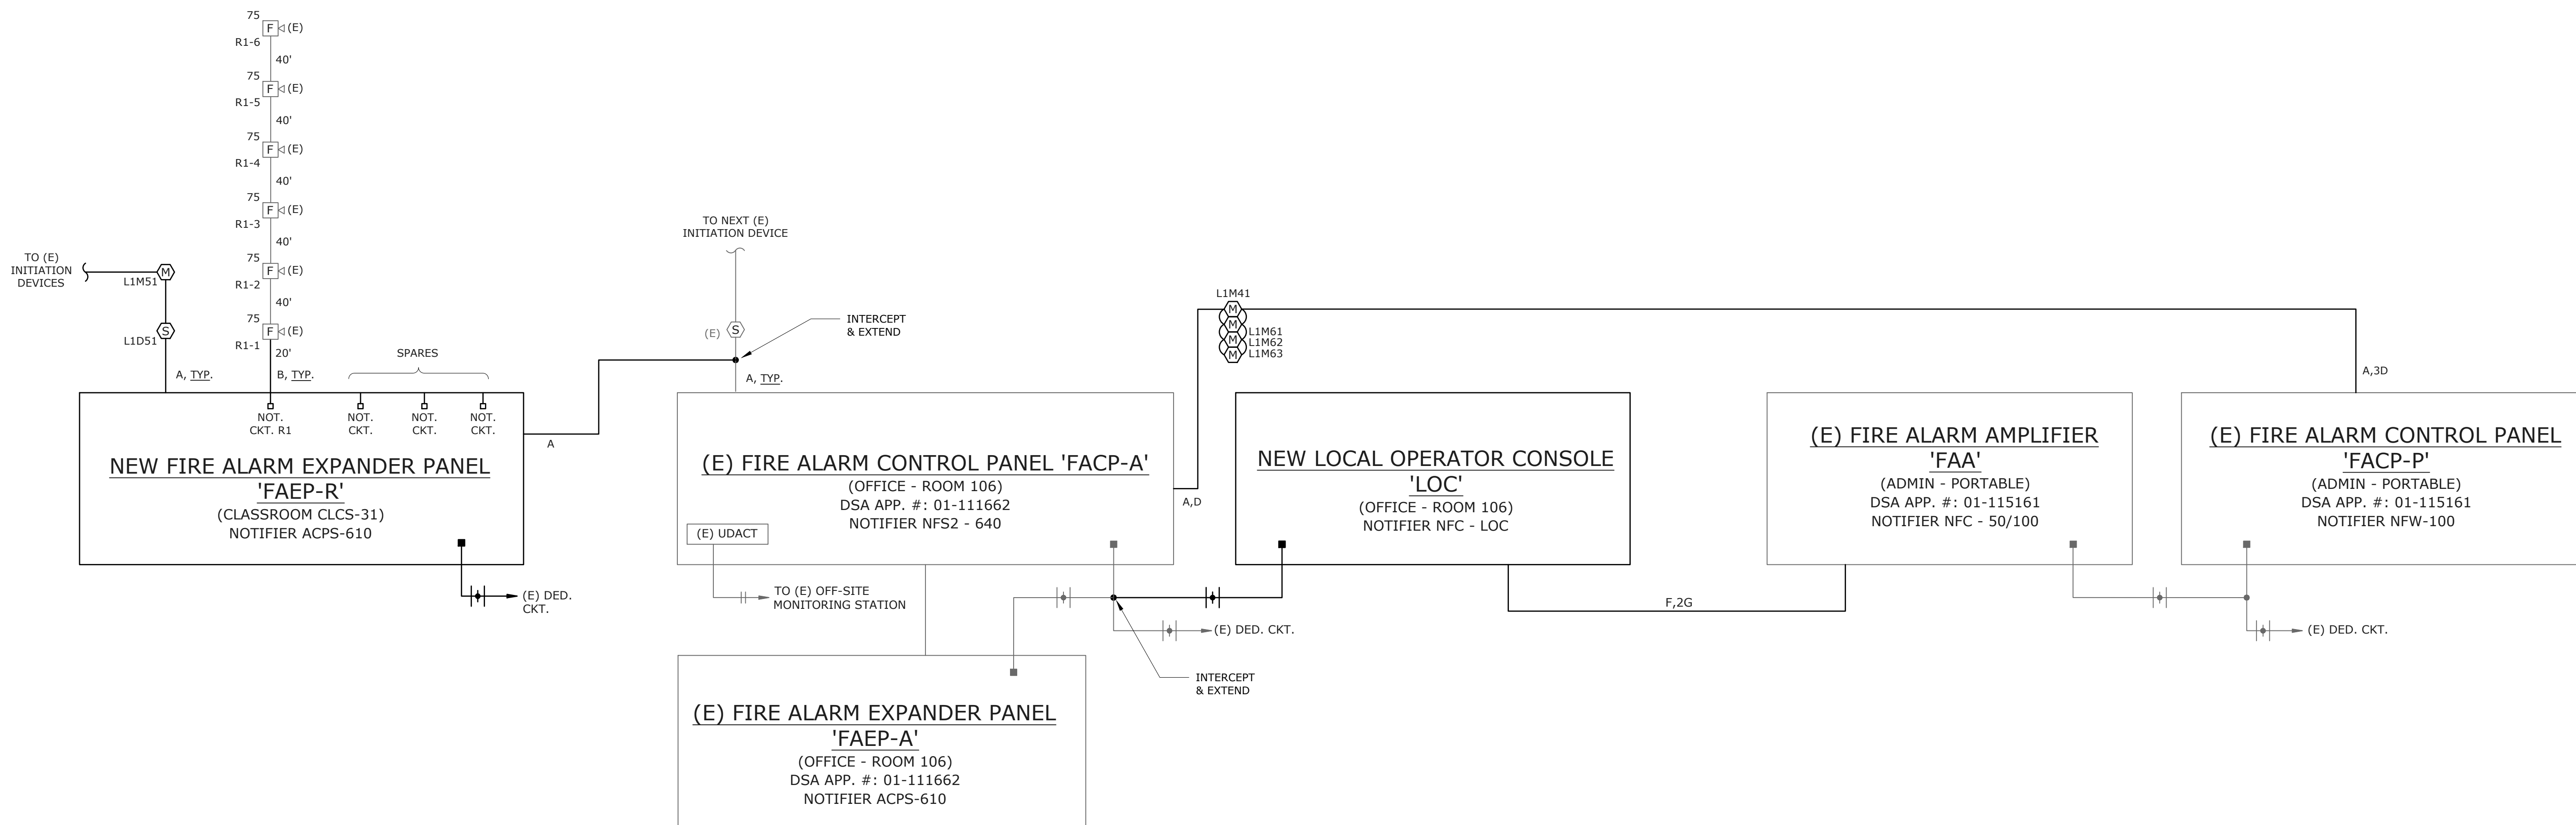 75
F
(E)
R1-6
40'
75
F
(E)
R1-5
40'
75
F
(E)
R1-4
40'
75
F
(E)
R1-3
40'
75
F
(E)
R1-2
40'
75
F
(E)
R1-1
20'
B, TYP.
TO (E)
INITIATION
DEVICES
M
L1M51
S
L1D51
A, TYP.
SPARES
NOT.
CKT. R1
NOT.
CKT.
NOT.
CKT.
NOT.
CKT.
NEW FIRE ALARM EXPANDER PANEL
'FAEP-R'
(CLASSROOM CLCS-31)
NOTIFIER ACPS-610
(E) DED.
CKT.
A
TO NEXT (E)
INITIATION DEVICE
(E)
S
INTERCEPT
& EXTEND
A, TYP.
(E) FIRE ALARM CONTROL PANEL 'FACP-A'
(OFFICE - ROOM 106)
DSA APP. #: 01-111662
NOTIFIER NFS2 - 640
(E) UDACT
TO (E) OFF-SITE
MONITORING STATION
A,D
L1M41
M
M
L1M61
M
L1M62
M
L1M63
(E) DED. CKT.
INTERCEPT
& EXTEND
(E) FIRE ALARM EXPANDER PANEL
'FAEP-A'
(OFFICE - ROOM 106)
DSA APP. #: 01-111662
NOTIFIER ACPS-610
NEW LOCAL OPERATOR CONSOLE
'LOC'
(OFFICE - ROOM 106)
NOTIFIER NFC - LOC
F,2G
(E) FIRE ALARM AMPLIFIER
'FAA'
(ADMIN - PORTABLE)
DSA APP. #: 01-115161
NOTIFIER NFC - 50/100
A,3D
(E) FIRE ALARM CONTROL PANEL
'FACP-P'
(ADMIN - PORTABLE)
DSA APP. #: 01-115161
NOTIFIER NFW-100
(E) DED. CKT.